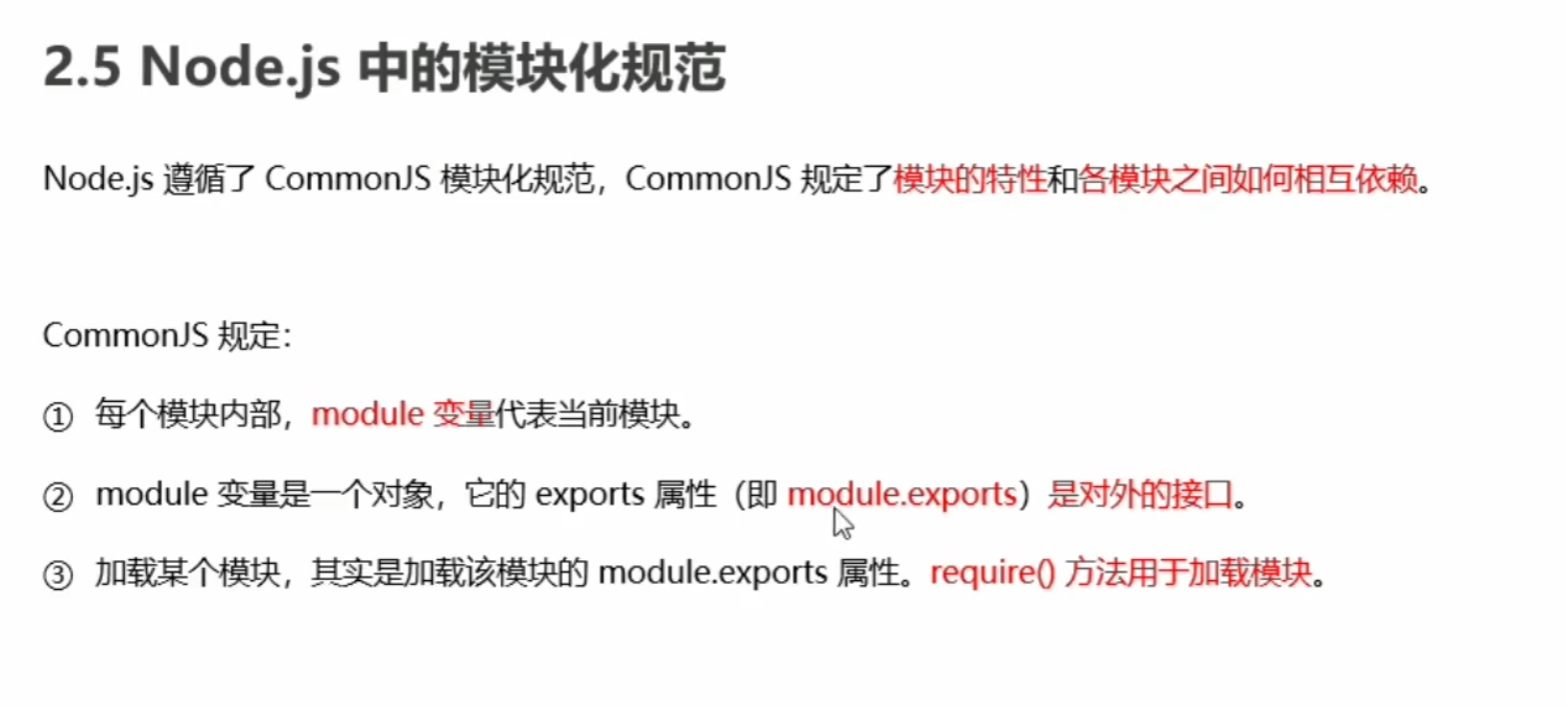 2.5 Node.js 中的模块化规范
Node.js 遵循了 CommonJS 模块化规范，CommonJS 规定了模块的特性和各模块之间如何相互依赖。
CommonJS 规定：
① 每个模块内部，module 变量代表当前模块。
② module 变量是一个对象，它的 exports 属性（即 module.exports）是对外的接口。
③ 加载某个模块，其实是加载该模块的 module.exports 属性。require() 方法用于加载模块。